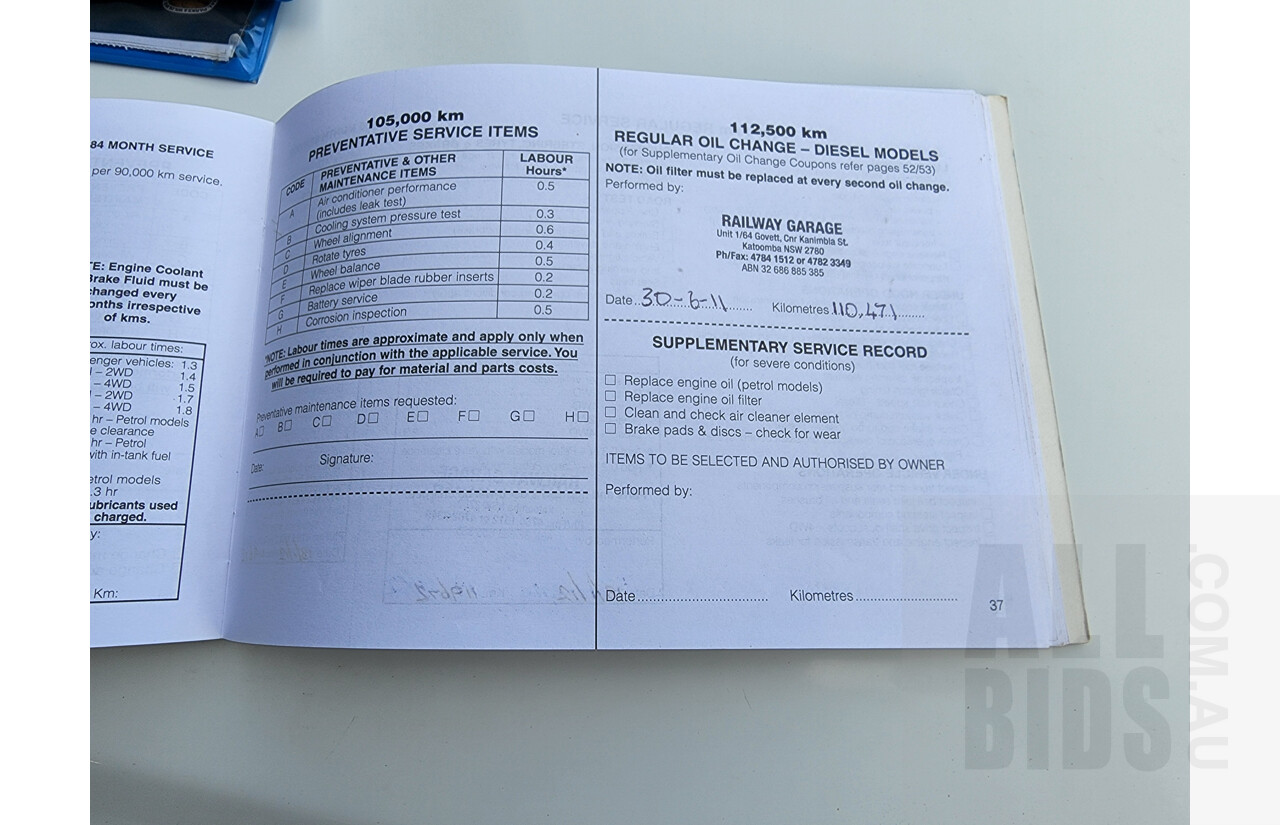 84 MONTH SERVICE
per 90,000 km service.
TE: Engine Coolant
Brake Fluid must be
changed every
months irrespective
of kms.
ox. labour times:
enger vehicles: 1.3
– 2WD 1.4
– 4WD 1.5
– 2WD 1.7
– 4WD 1.8
hr – Petrol models
e clearance
hr – Petrol
with in-tank fuel
etrol models
.3 hr
ubricants used
charged.
y:
Km:
105,000 km
PREVENTATIVE SERVICE ITEMS
CODE PREVENTATIVE & OTHER MAINTENANCE ITEMS LABOUR Hours*
A Air conditioner performance (includes leak test) 0.5
B Cooling system pressure test 0.3
C Wheel alignment 0.6
D Rotate tyres 0.4
E Wheel balance 0.5
F Replace wiper blade rubber inserts 0.2
G Battery service 0.2
H Corrosion inspection 0.5
*NOTE: Labour times are approximate and apply only when
performed in conjunction with the applicable service. You
will be required to pay for material and parts costs.
Preventative maintenance items requested:
A☐ B☐ C☐ D☐ E☐ F☐ G☐ H☐
Date: Signature:
112,500 km
REGULAR OIL CHANGE – DIESEL MODELS
(for Supplementary Oil Change Coupons refer pages 52/53)
NOTE: Oil filter must be replaced at every second oil change.
Performed by:
RAILWAY GARAGE
Unit 1/64 Govett, Cnr Kanimbla St.
Katoomba NSW 2780
Ph/Fax: 4784 1512 or 4782 3349
ABN 32 686 885 385
Date 30-6-11 Kilometres 110,471
SUPPLEMENTARY SERVICE RECORD
(for severe conditions)
☐ Replace engine oil (petrol models)
☐ Replace engine oil filter
☐ Clean and check air cleaner element
☐ Brake pads & discs – check for wear
ITEMS TO BE SELECTED AND AUTHORISED BY OWNER
Performed by:
Date Kilometres
37
ALL
BIDS
.COM.AU